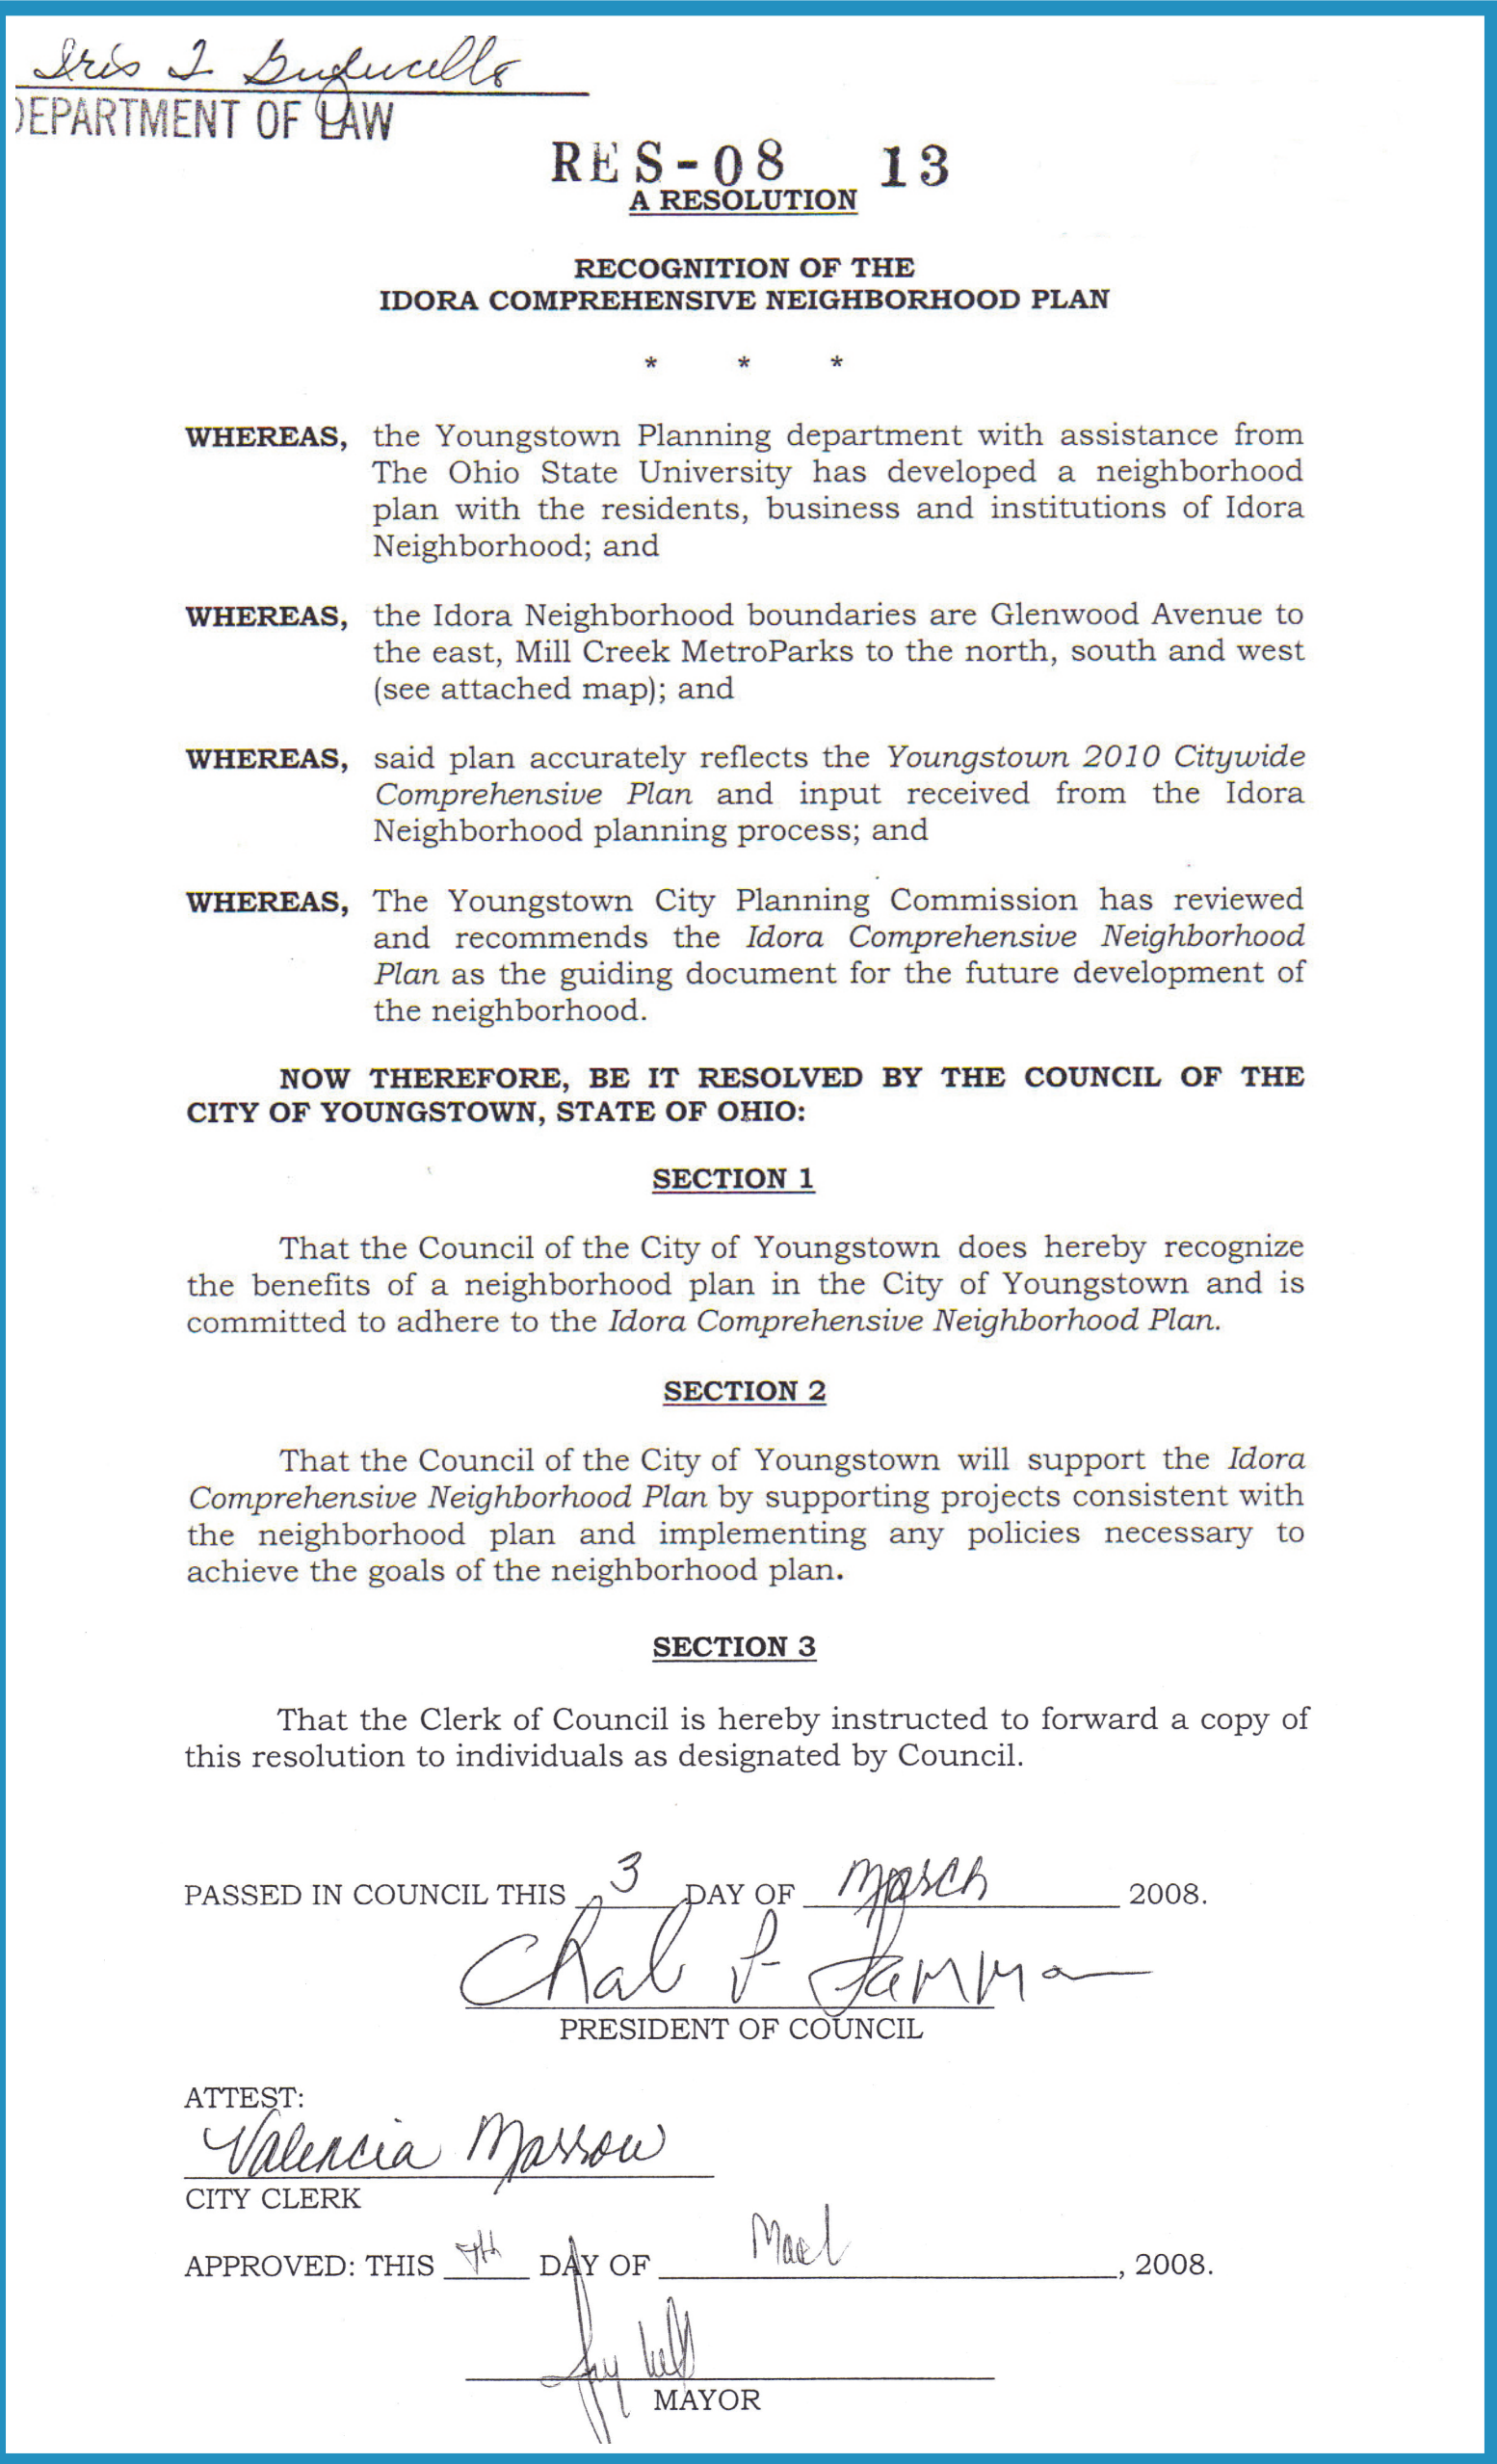 Iris T
DEPARTMENT OF LAW
RES-08 13
A RESOLUTION
RECOGNITION OF THE
IDORA COMPREHENSIVE NEIGHBORHOOD PLAN
* * *
WHEREAS, the Youngstown Planning department with assistance from
The Ohio State University has developed a neighborhood
plan with the residents, business and institutions of Idora
Neighborhood; and
WHEREAS, the Idora Neighborhood boundaries are Glenwood Avenue to
the east, Mill Creek MetroParks to the north, south and west
(see attached map); and
WHEREAS, said plan accurately reflects the Youngstown 2010 Citywide
Comprehensive Plan and input received from the Idora
Neighborhood planning process; and
WHEREAS, The Youngstown City Planning Commission has reviewed
and recommends the Idora Comprehensive Neighborhood
Plan as the guiding document for the future development of
the neighborhood.
NOW THEREFORE, BE IT RESOLVED BY THE COUNCIL OF THE
CITY OF YOUNGSTOWN, STATE OF OHIO:
SECTION 1
That the Council of the City of Youngstown does hereby recognize
the benefits of a neighborhood plan in the City of Youngstown and is
committed to adhere to the Idora Comprehensive Neighborhood Plan.
SECTION 2
That the Council of the City of Youngstown will support the Idora
Comprehensive Neighborhood Plan by supporting projects consistent with
the neighborhood plan and implementing any policies necessary to
achieve the goals of the neighborhood plan.
SECTION 3
That the Clerk of Council is hereby instructed to forward a copy of
this resolution to individuals as designated by Council.
PASSED IN COUNCIL THIS 3 DAY OF March 2008.
PRESIDENT OF COUNCIL
ATTEST:
Valencia Marrow
CITY CLERK
APPROVED: THIS DAY OF , 2008.
MAYOR